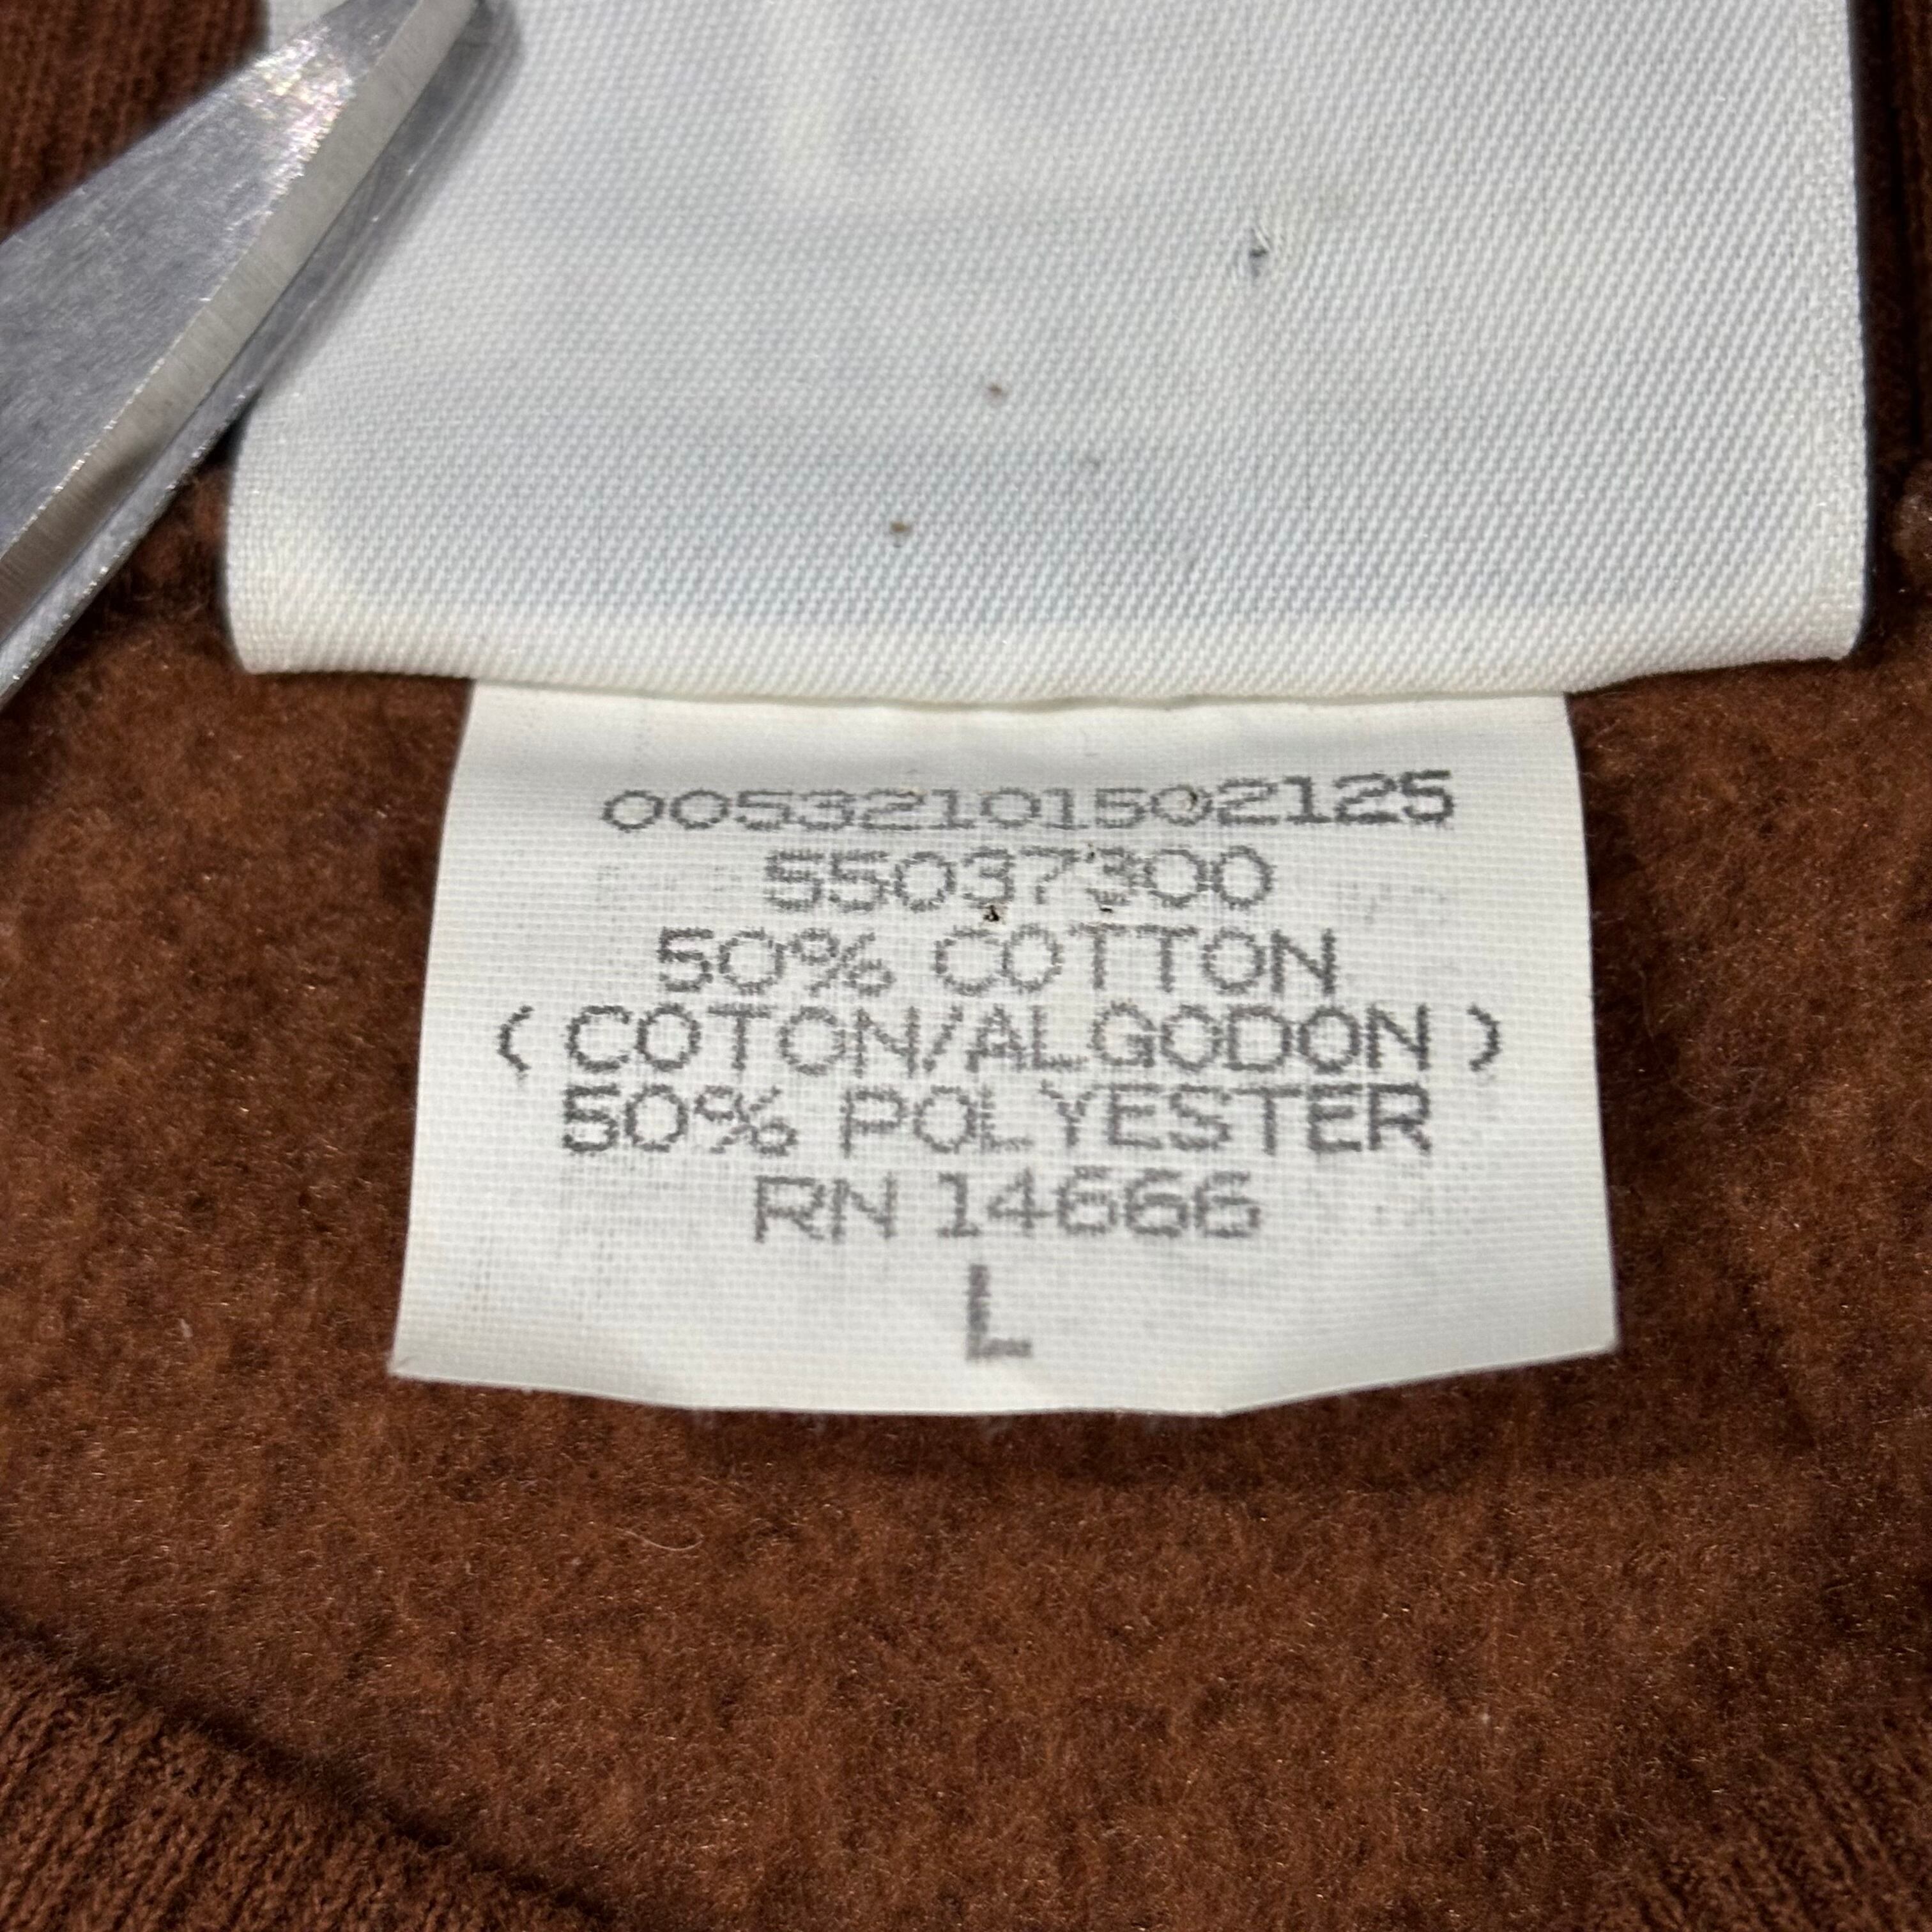 00532101502125
55037300
50% COTTON
(COTON/ALGODON)
50% POLYESTER
RN 14666
L